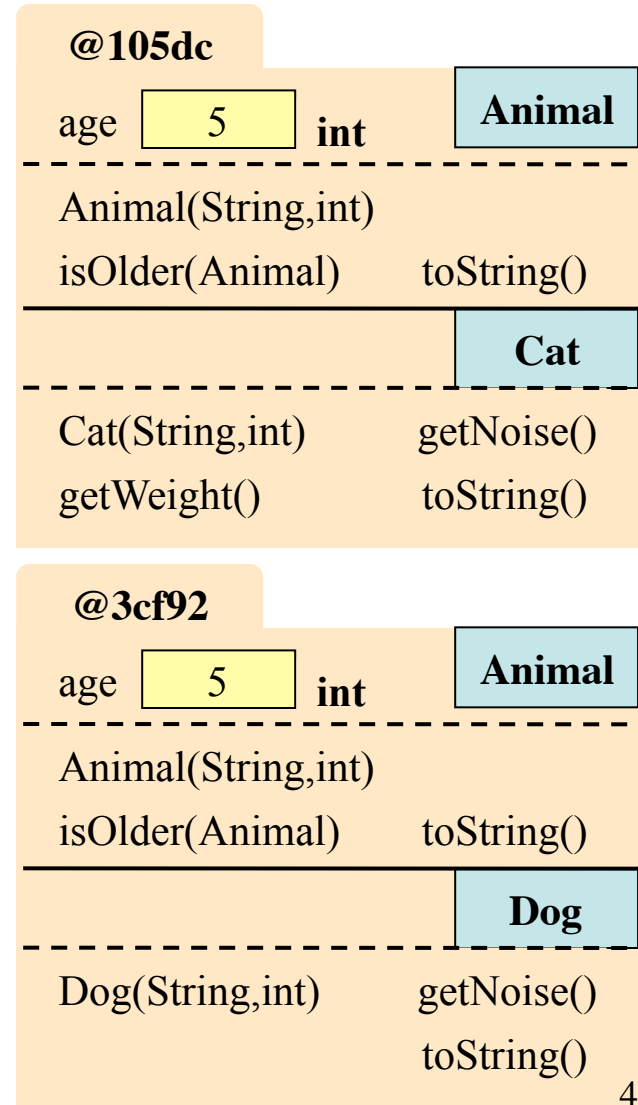 @105dc
age 5 int Animal
Animal(String,int)
isOlder(Animal) toString()
Cat
Cat(String,int) getNoise()
getWeight() toString()
@3cf92
age 5 int Animal
Animal(String,int)
isOlder(Animal) toString()
Dog
Dog(String,int) getNoise()
toString()
4